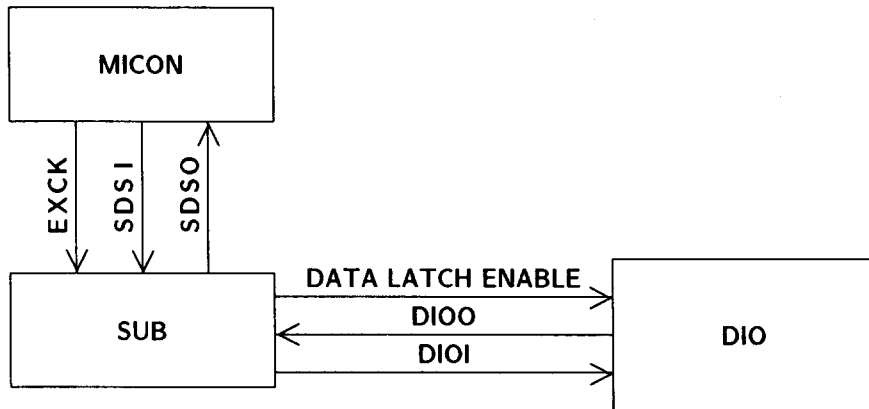 MICON
EXCK
SDSI
SDSO
DATA LATCH ENABLE
DIOO
SUB
DIO
DIOI